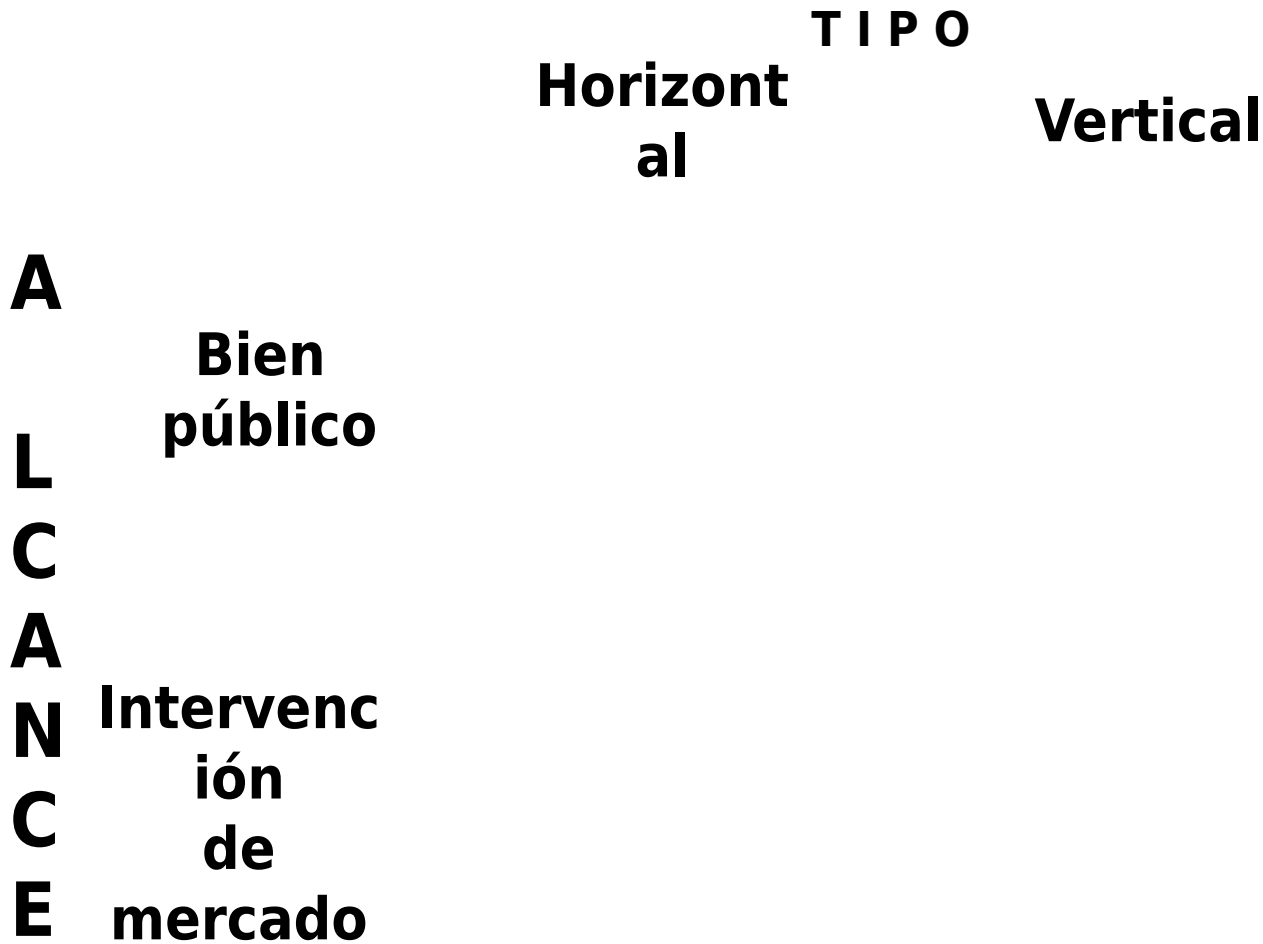 T I P O
Horizont
al
Vertical
A
L
C
A
N
C
E
Bien
público
Intervenc
ión
de
mercado